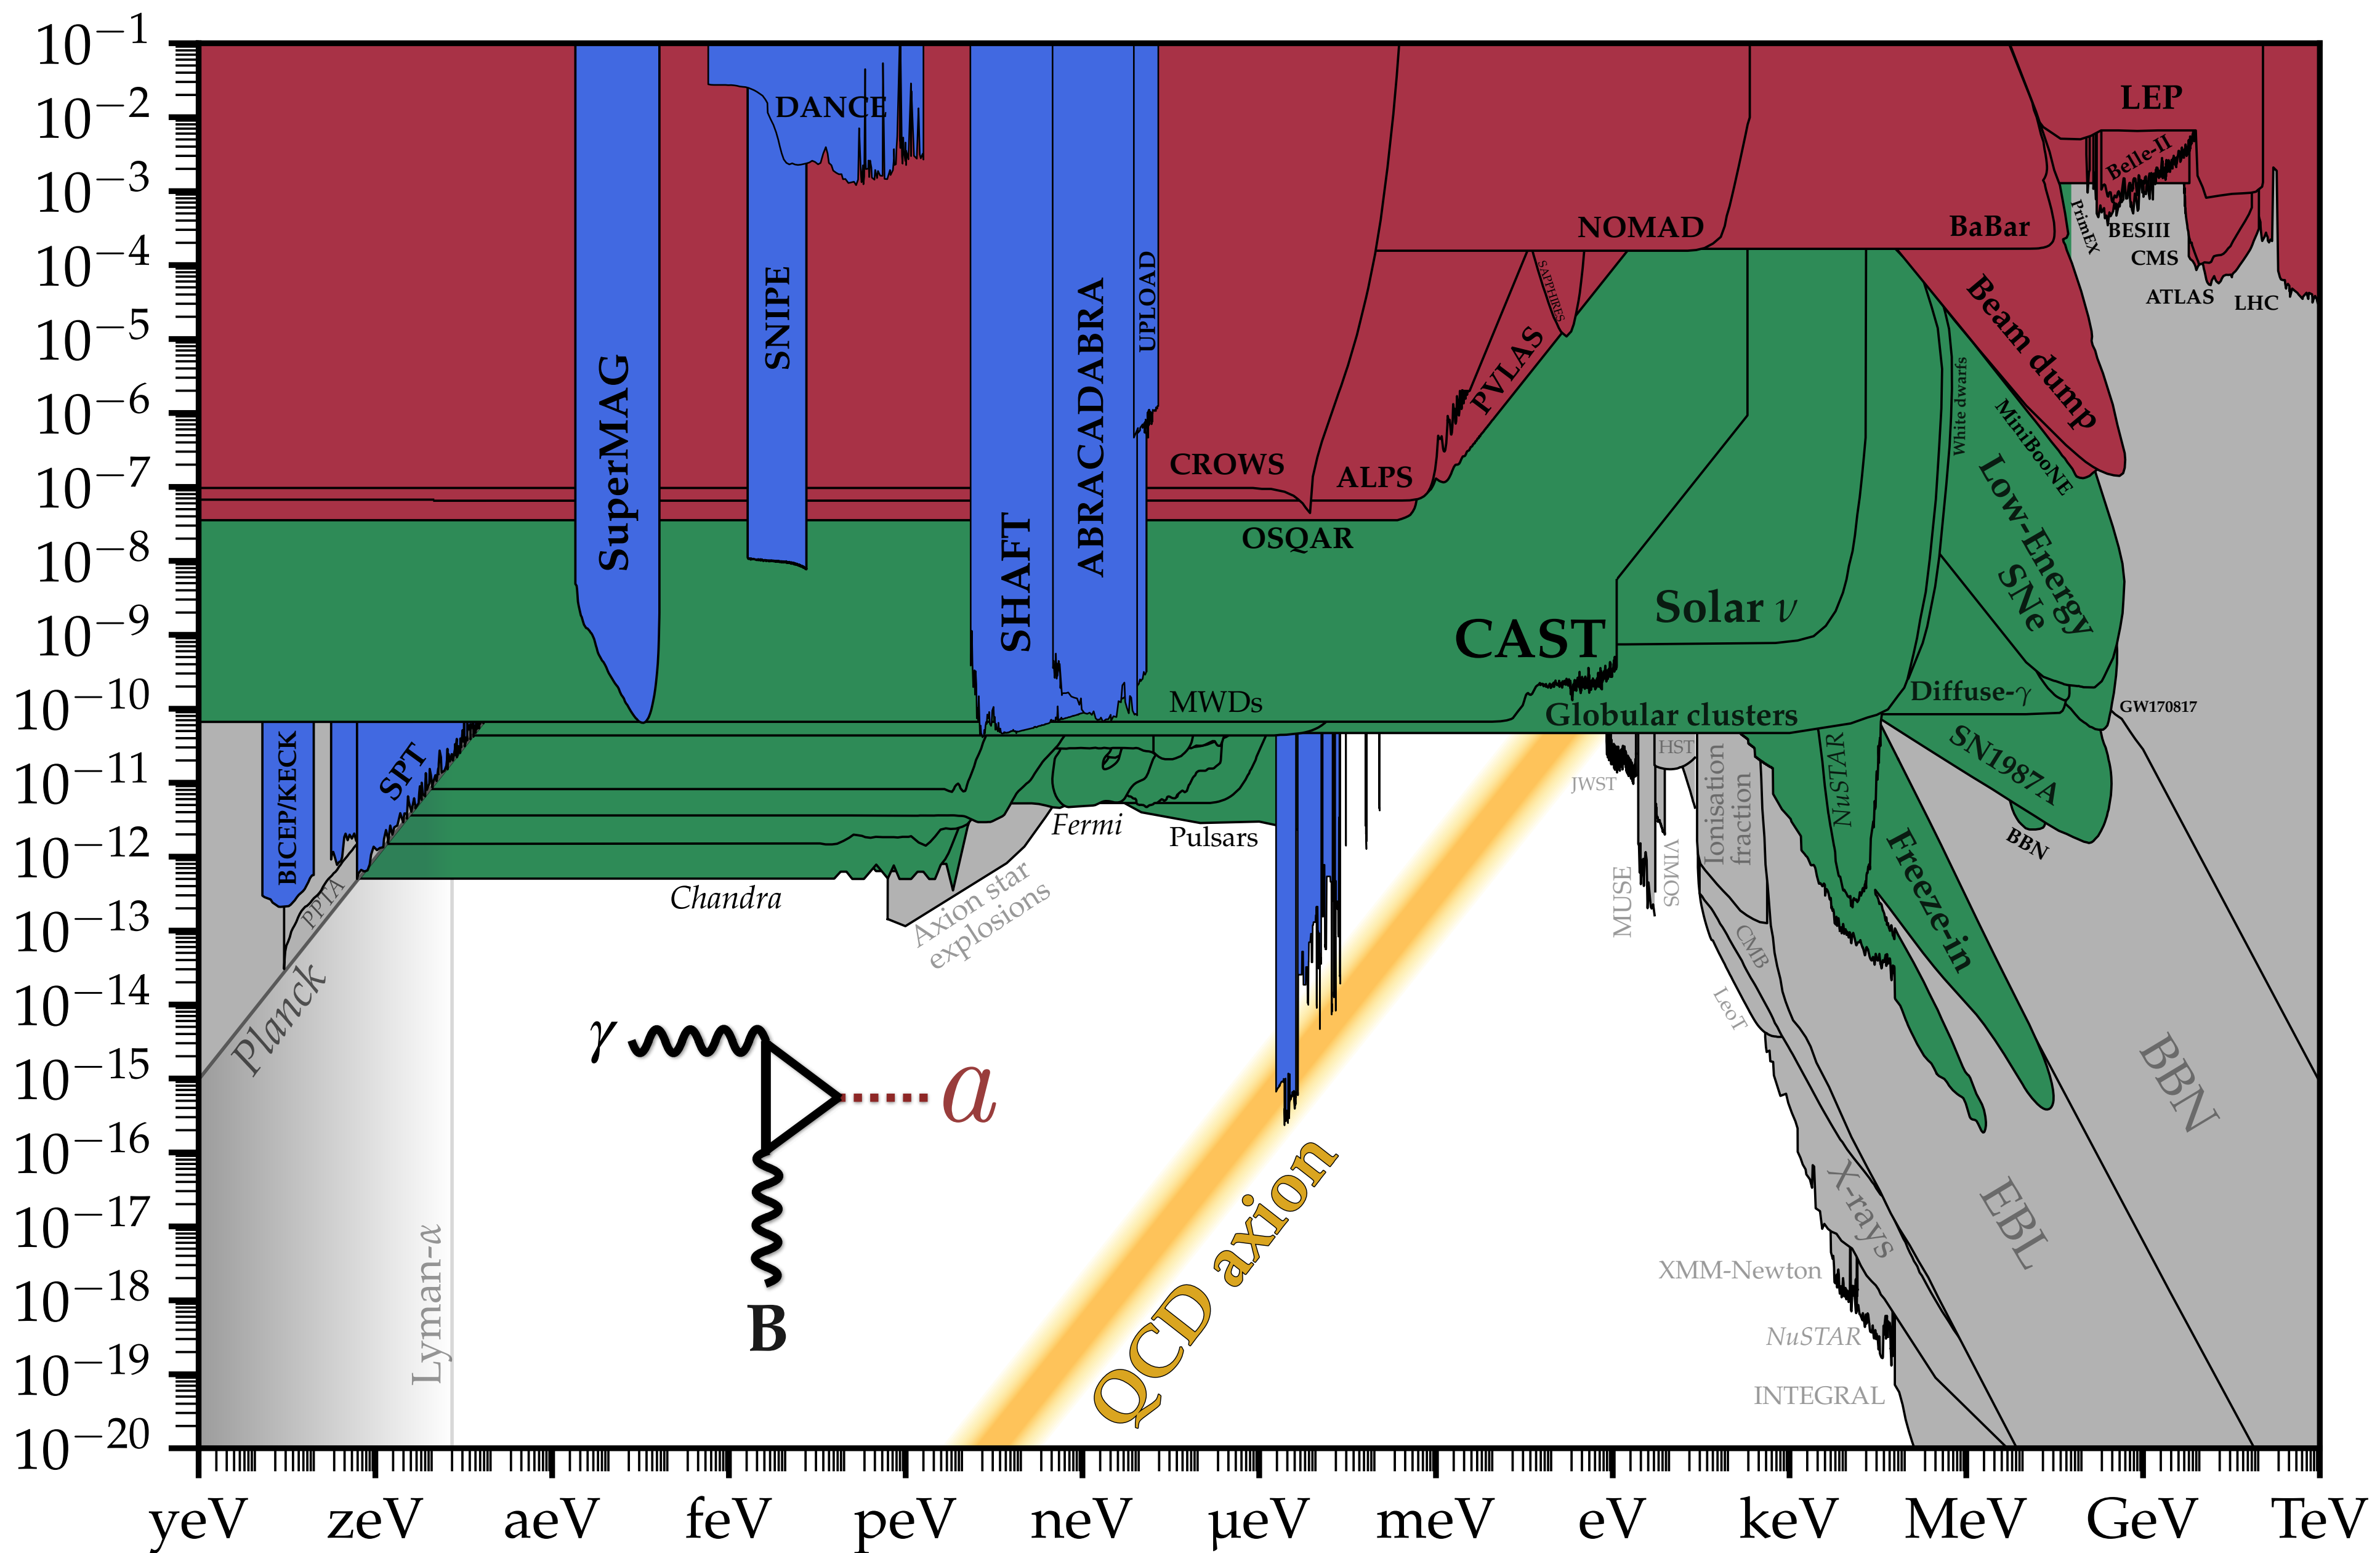 10⁻¹
10⁻²
10⁻³
10⁻⁴
10⁻⁵
10⁻⁶
10⁻⁷
10⁻⁸
10⁻⁹
10⁻¹⁰
10⁻¹¹
10⁻¹²
10⁻¹³
10⁻¹⁴
10⁻¹⁵
10⁻¹⁶
10⁻¹⁷
10⁻¹⁸
10⁻¹⁹
10⁻²⁰
DANCE
LEP
Belle-II
PrimEX
BESIII
CMS
ATLAS
LHC
NOMAD
BaBar
SuperMAG
SNIPE
SHAFT
ABRACADABRA
UPLOAD
SAPPHIRES
PVLAS
Beam dump
White dwarfs
MiniBooNE
CROWS
ALPS
OSQAR
Low-Energy
SNe
CAST
Solar ν
MWDs
Globular clusters
Diffuse-γ
GW170817
BICEP/KECK
SPT
PPTA
Planck
Lyman-α
Chandra
Fermi
Pulsars
Axion star
explosions
JWST
HST
MUSE
VIMOS
Ionisation
fraction
NuSTAR
SN1987A
BBN
Freeze-in
CMB
LeoT
γ
a
B
QCD axion
X-rays
EBL
BBN
XMM-Newton
NuSTAR
INTEGRAL
yeV
zeV
aeV
feV
peV
neV
μeV
meV
eV
keV
MeV
GeV
TeV